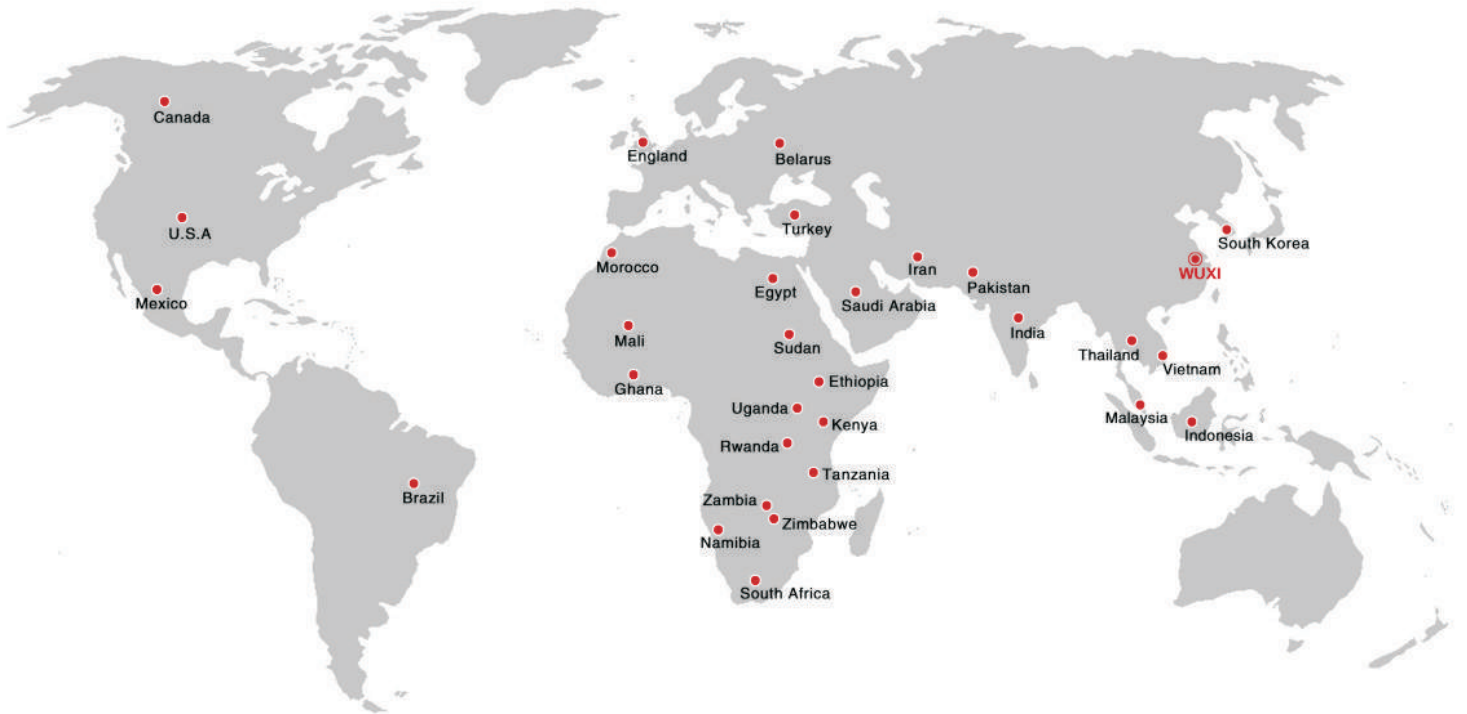 Canada
England
Belarus
U.S.A
Turkey
South Korea
Morocco
Iran
WUXI
Egypt
Pakistan
Mexico
Saudi Arabia
India
Mali
Sudan
Thailand
Vietnam
Ethiopia
Ghana
Uganda
Malaysia
Kenya
Indonesia
Rwanda
Tanzania
Brazil
Zambia
Zimbabwe
Namibia
South Africa